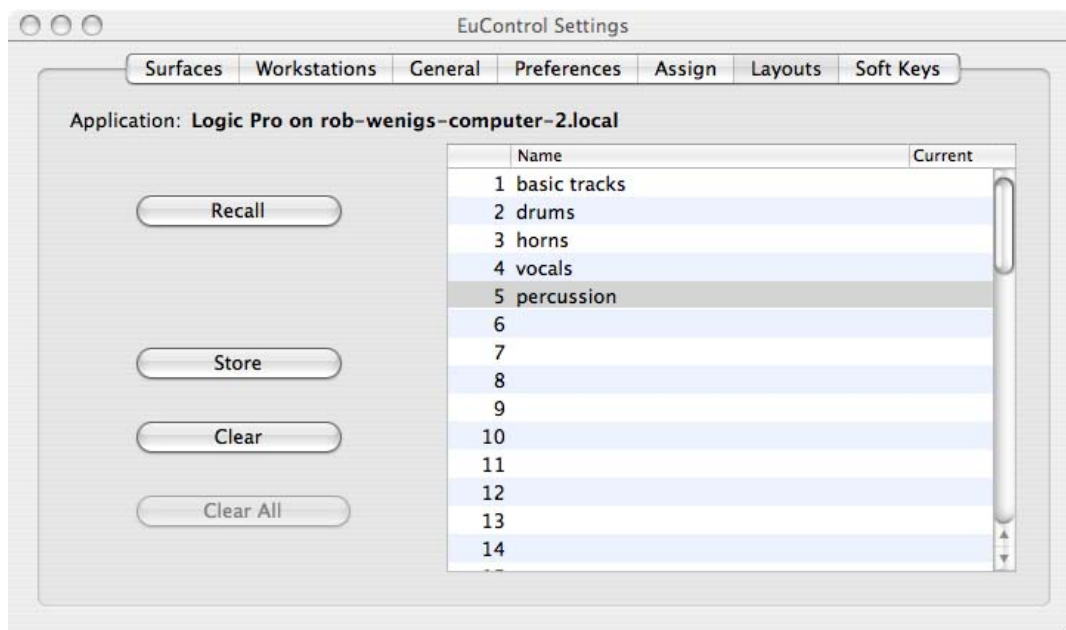 EuControl Settings
Surfaces Workstations General Preferences Assign Layouts Soft Keys
Application: Logic Pro on rob-wenigs-computer-2.local
Name Current
1 basic tracks
Recall
2 drums
3 horns
4 vocals
5 percussion
6
7
Store
8
9
Clear
10
11
12
Clear All
13
14